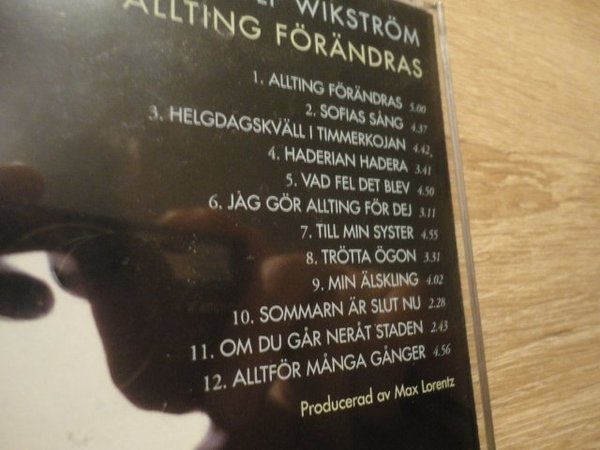 WIKSTRÖM
ALLTING FÖRÄNDRAS
1. ALLTING FÖRÄNDRAS 5.00
2. SOFIAS SÅNG 4.37
3. HELGDAGSKVÄLL I TIMMERKOJAN 4.42
4. HADERIAN HADERA 3.41
5. VAD FEL DET BLEV 4.50
6. JAG GÖR ALLTING FÖR DEJ 3.11
7. TILL MIN SYSTER 4.55
8. TRÖTTA ÖGON 3.31
9. MIN ÄLSKLING 4.02
10. SOMMARN ÄR SLUT NU 2.28
11. OM DU GÅR NERÅT STADEN 2.43
12. ALLTFÖR MÅNGA GÅNGER 4.56
Producerad av Max Lorentz